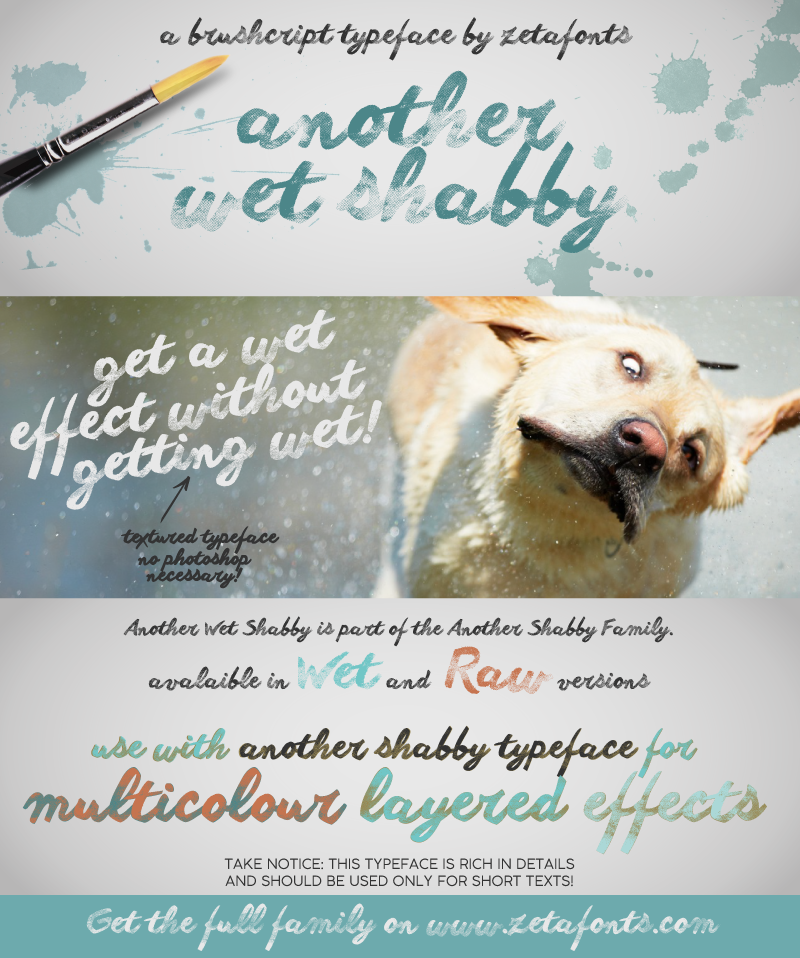 a brushcript typeface by zetafonts
another
wet shabby
get a wet
effect without
getting wet!
textured typeface
no photoshop
necessary!
Another Wet Shabby is part of the Another Shabby Family.
avalaible in Wet and Raw versions
use with another shabby typeface for
multicolour layered effects
TAKE NOTICE: THIS TYPEFACE IS RICH IN DETAILS
AND SHOULD BE USED ONLY FOR SHORT TEXTS!
Get the full family on www.zetafonts.com